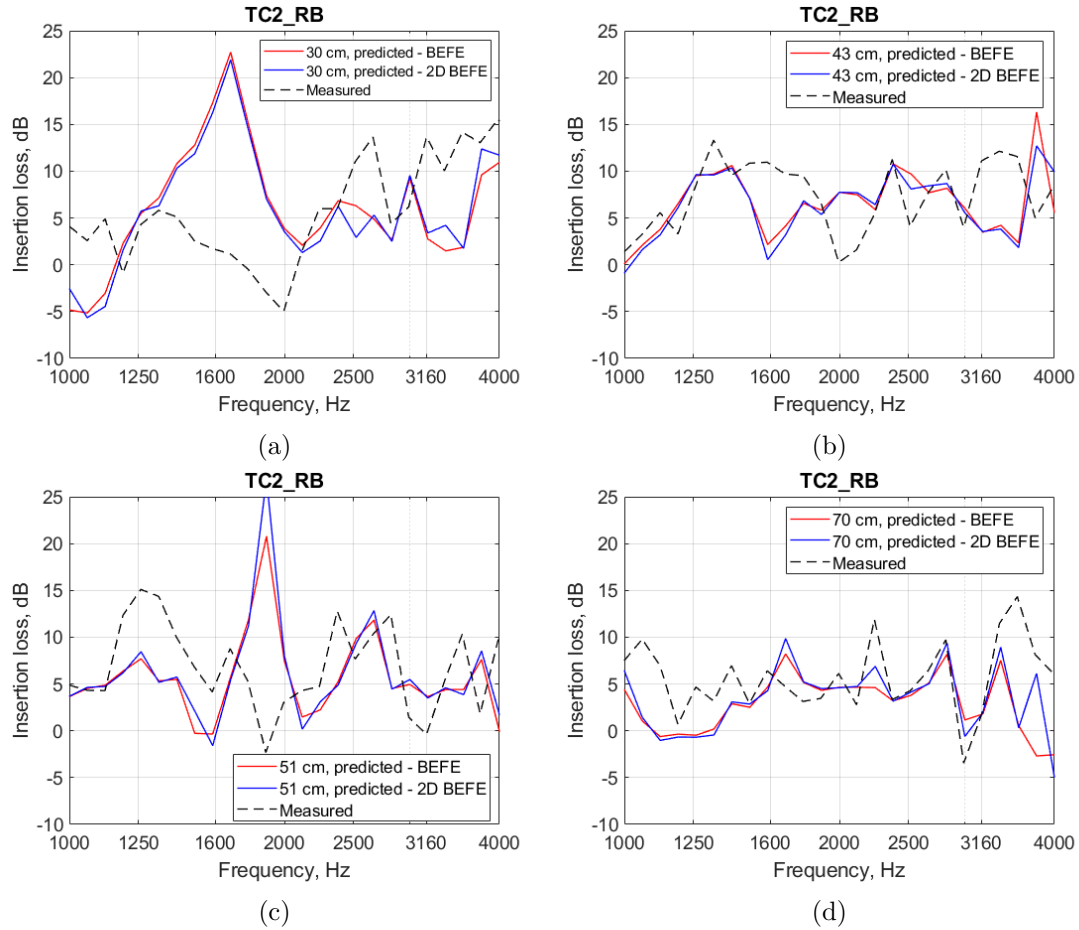 TC2_RB
25
20
15
10
5
0
-5
-10
Insertion loss, dB
30 cm, predicted - BEFE
30 cm, predicted - 2D BEFE
Measured
1000 1250 1600 2000 2500 3160 4000
Frequency, Hz
(a)
TC2_RB
25
20
15
10
5
0
-5
-10
Insertion loss, dB
43 cm, predicted - BEFE
43 cm, predicted - 2D BEFE
Measured
1000 1250 1600 2000 2500 3160 4000
Frequency, Hz
(b)
TC2_RB
25
20
15
10
5
0
-5
-10
Insertion loss, dB
51 cm, predicted - BEFE
51 cm, predicted - 2D BEFE
Measured
1000 1250 1600 2000 2500 3160 4000
Frequency, Hz
(c)
TC2_RB
25
20
15
10
5
0
-5
-10
Insertion loss, dB
70 cm, predicted - BEFE
70 cm, predicted - 2D BEFE
Measured
1000 1250 1600 2000 2500 3160 4000
Frequency, Hz
(d)